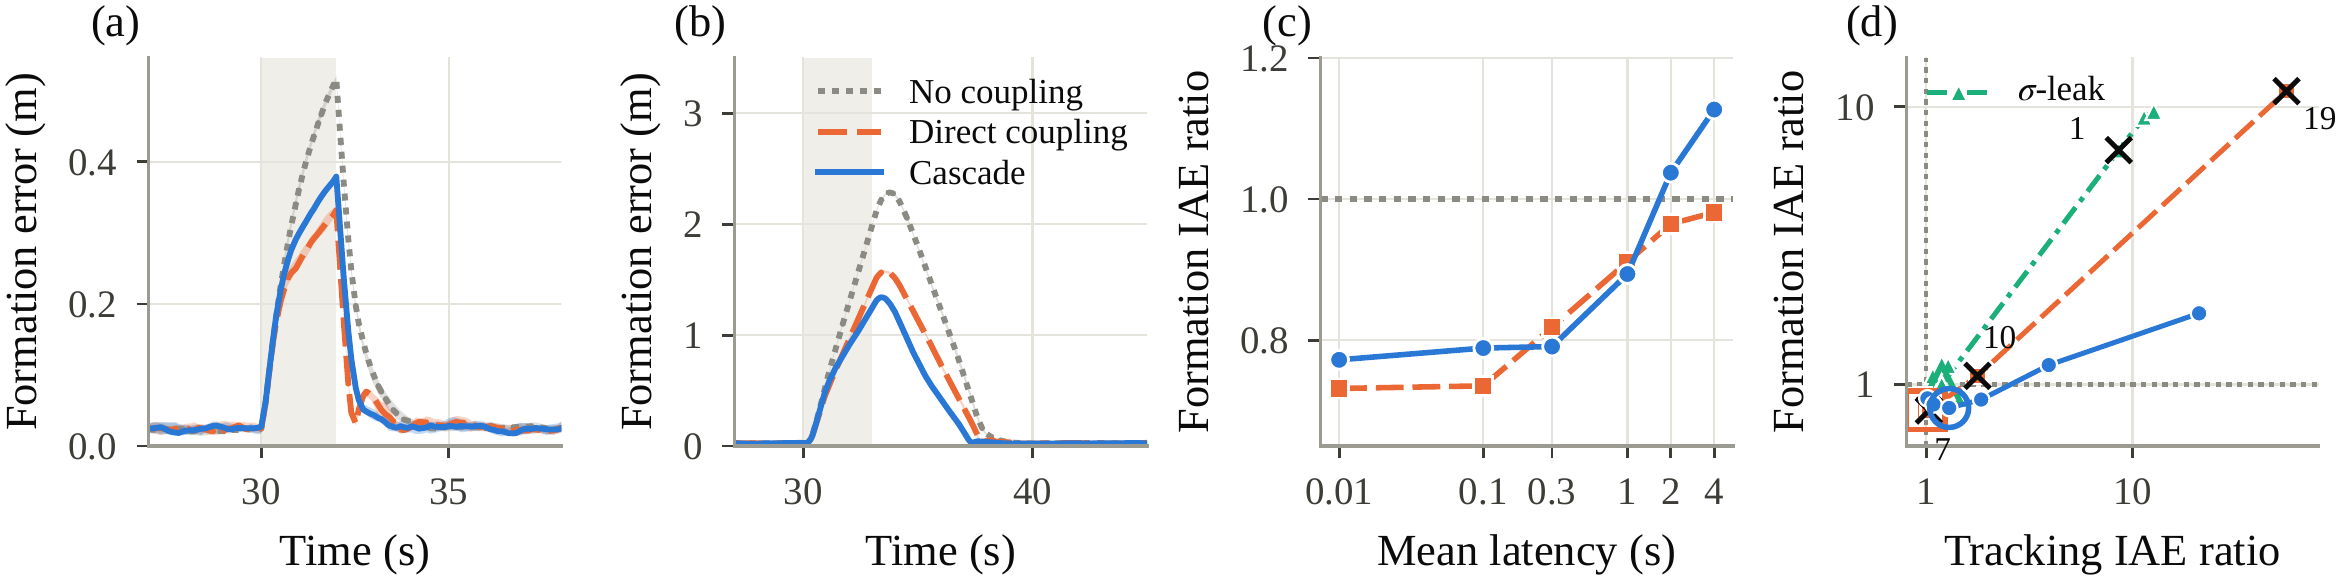 (a)
Formation error (m)
0.4
0.2
0.0
30
35
Time (s)
(b)
Formation error (m)
3
2
1
0
No coupling
Direct coupling
Cascade
30
40
Time (s)
(c)
Formation IAE ratio
1.2
1.0
0.8
0.01
0.1
0.3
1
2
4
Mean latency (s)
(d)
Formation IAE ratio
10
1
σ-leak
1
19
10
7
1
10
Tracking IAE ratio